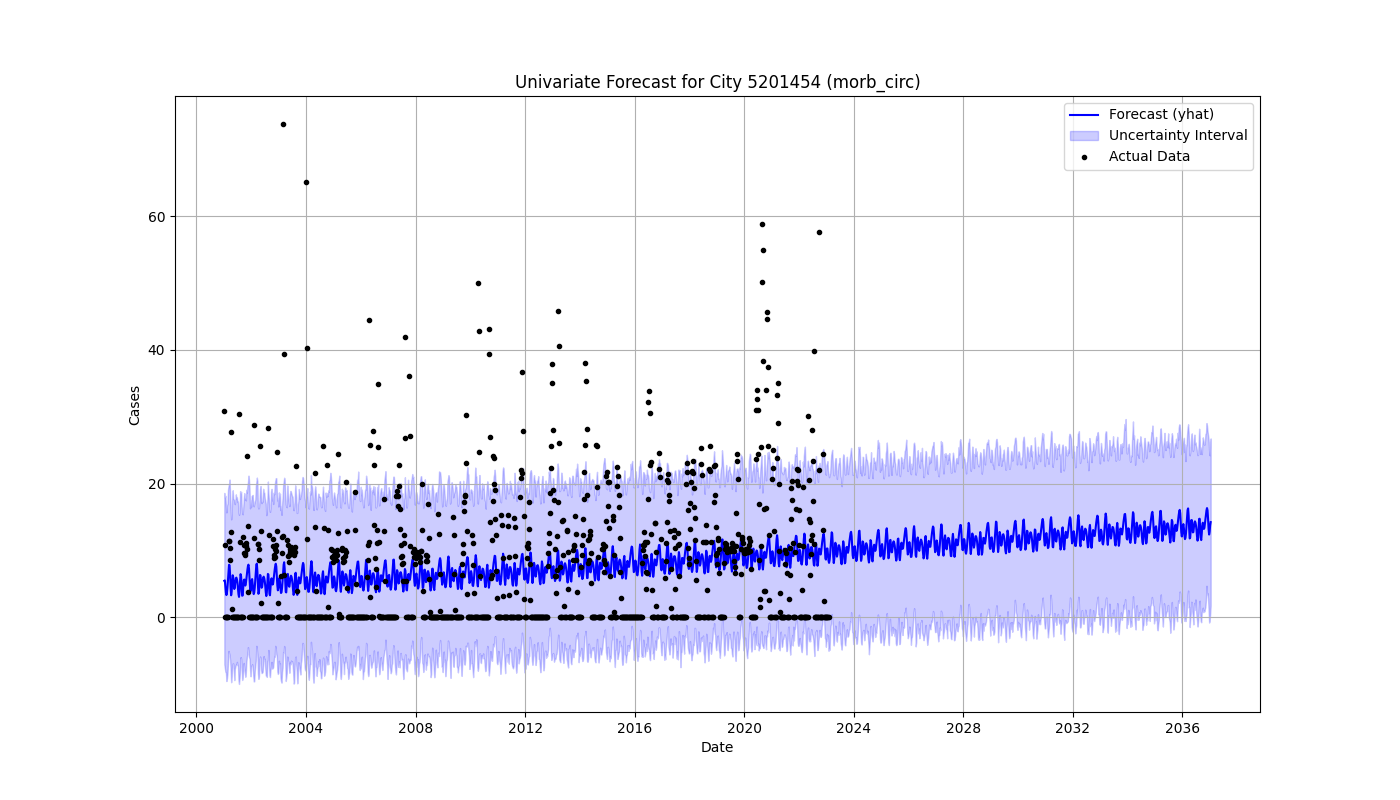 Univariate Forecast for City 5201454 (morb_circ)
Forecast (yhat)
Uncertainty Interval
Actual Data
Cases
60
40
20
0
2000 2004 2008 2012 2016 2020 2024 2028 2032 2036
Date